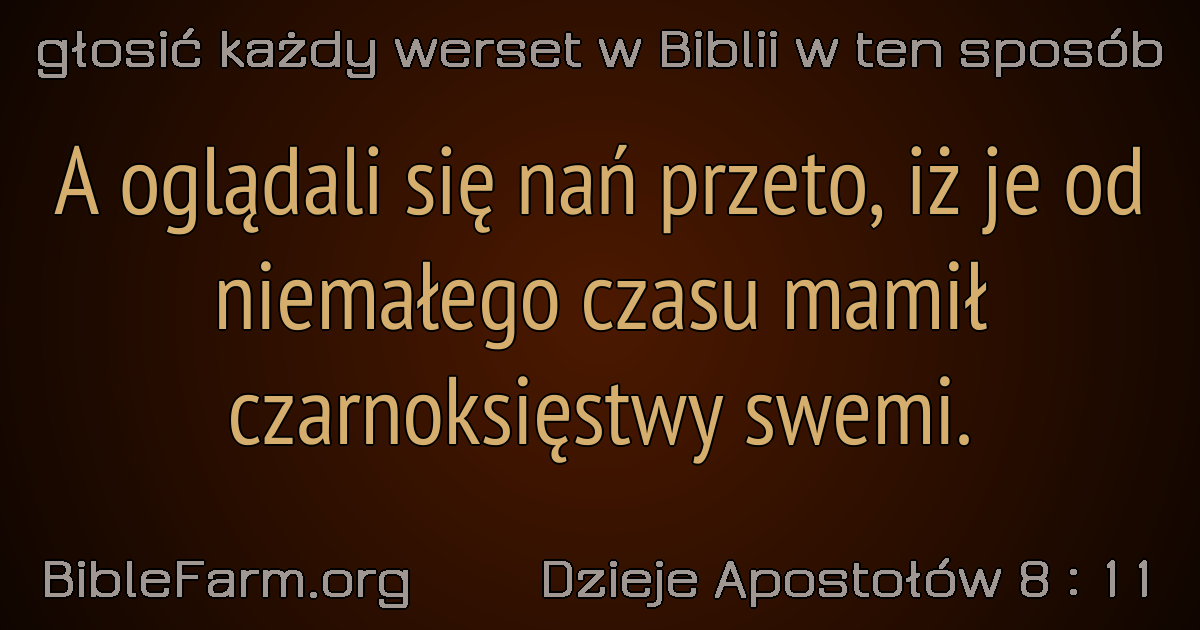 głosić każdy werset w Biblii w ten sposób
A oglądali się nań przeto, iż je od
niemałego czasu mamił
czarnoksięstwy swemi.
BibleFarm.org
Dzieje Apostołów 8 : 11